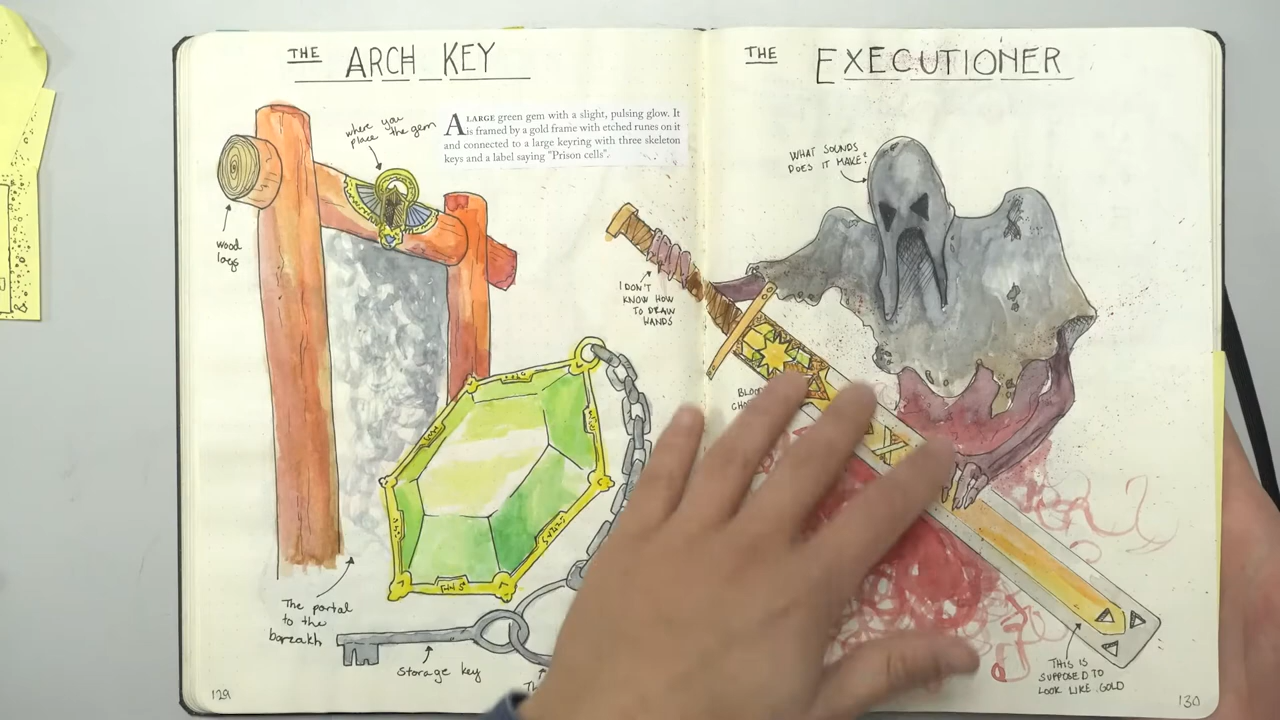 THE ARCH KEY
where you
place the gem
A LARGE green gem with a slight, pulsing glow. It
is framed by a gold frame with etched runes on it
and connected to a large keyring with three skeleton
keys and a label saying "Prison cells".
wood
logs
The portal
to the
barzakh
Storage key
129
THE EXECUTIONER
WHAT SOUNDS
DOES IT MAKE?
I DON'T
KNOW HOW
TO DRAW
HANDS
THIS IS
SUPPOSED TO
LOOK LIKE GOLD
130